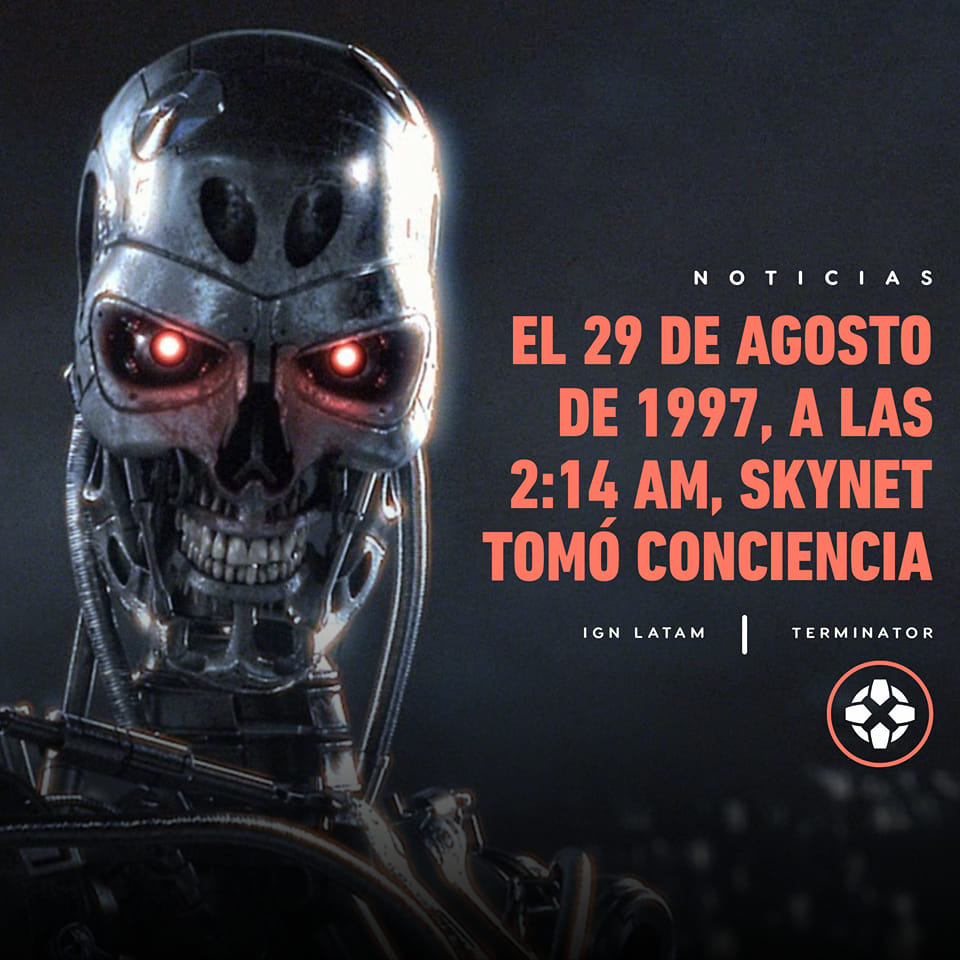 NOTICIAS
EL 29 DE AGOSTO
DE 1997, A LAS
2:14 AM, SKYNET
TOMÓ CONCIENCIA
IGN LATAM | TERMINATOR